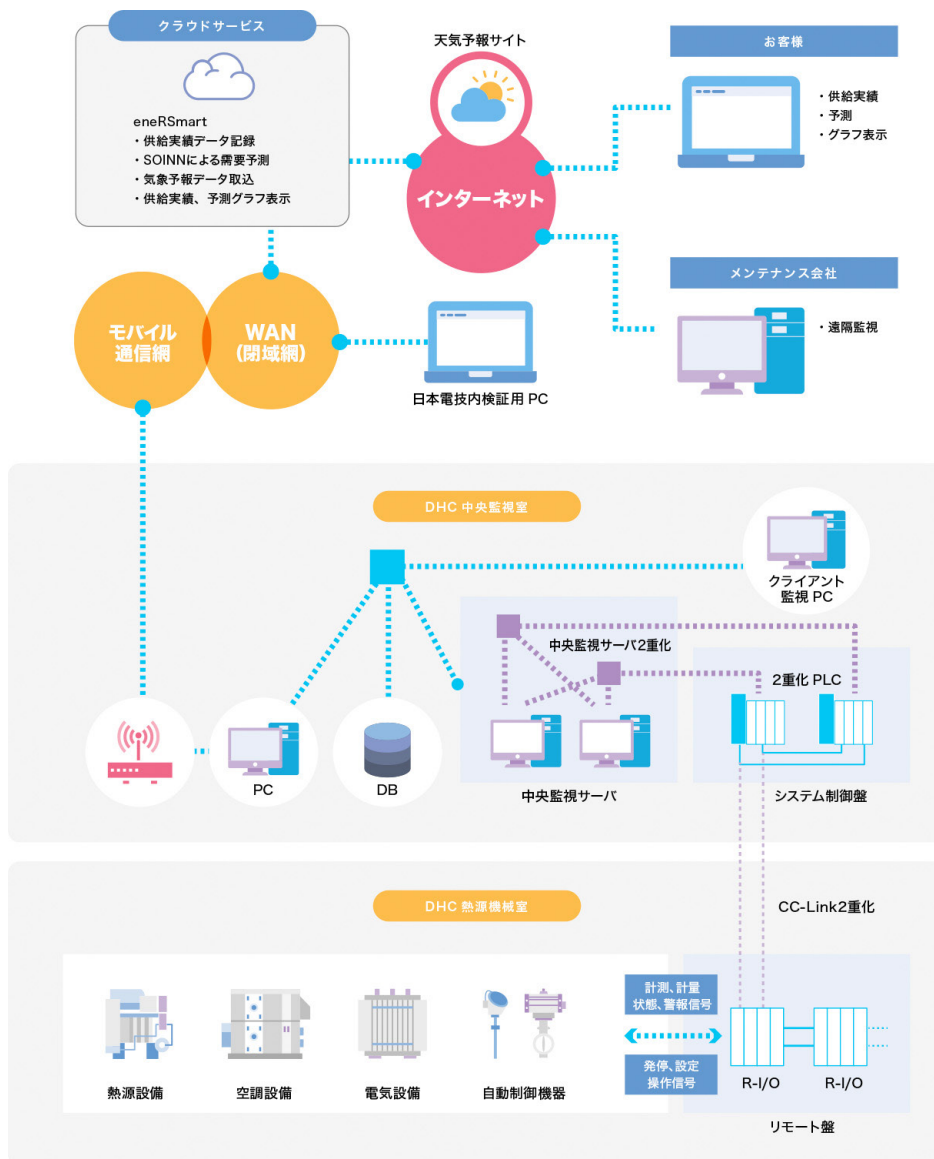 クラウドサービス
eneRSmart
・供給実績データ記録
・SOINNによる需要予測
・気象予報データ取込
・供給実績、予測グラフ表示
天気予報サイト
インターネット
お客様
・供給実績
・予測
・グラフ表示
メンテナンス会社
・遠隔監視
モバイル
通信網
WAN
(閉域網)
日本電技内検証用 PC
DHC 中央監視室
クライアント
監視 PC
中央監視サーバ2重化
2重化 PLC
PC
DB
中央監視サーバ
システム制御盤
DHC 熱源機械室
CC-Link2重化
計測、計量
状態、警報信号
発停、設定
操作信号
熱源設備
空調設備
電気設備
自動制御機器
R-I/O
R-I/O
リモート盤